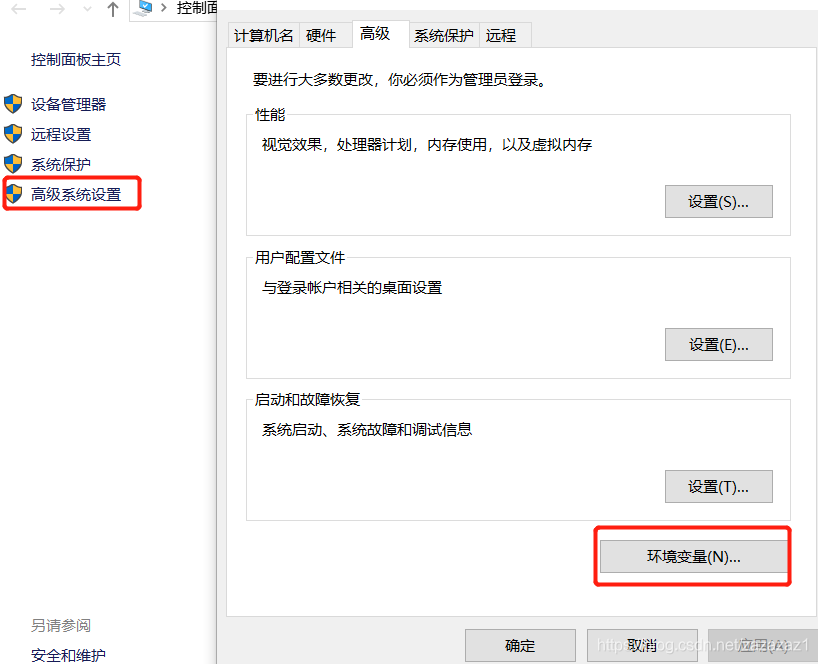 控制面
控制面板主页
设备管理器
远程设置
系统保护
高级系统设置
另请参阅
安全和维护
计算机名 硬件 高级 系统保护 远程
要进行大多数更改，你必须作为管理员登录。
性能
视觉效果，处理器计划，内存使用，以及虚拟内存
设置(S)...
用户配置文件
与登录帐户相关的桌面设置
设置(E)...
启动和故障恢复
系统启动、系统故障和调试信息
设置(T)...
环境变量(N)...
确定 取消 应用(A)